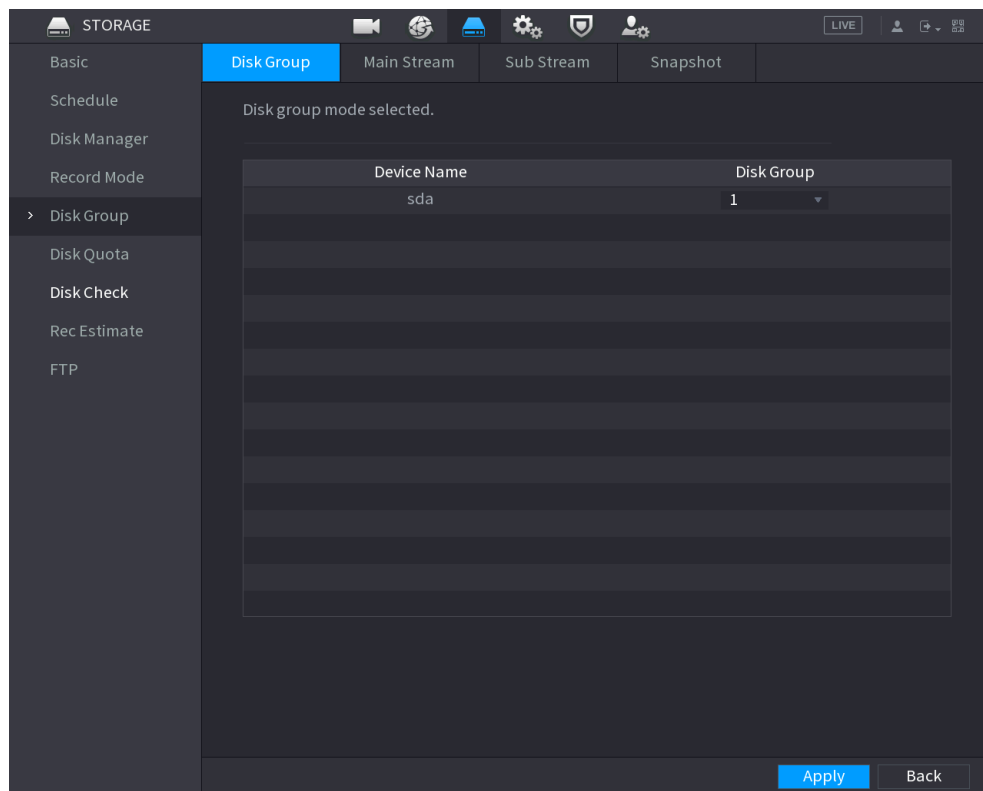 STORAGE
LIVE
Basic
Schedule
Disk Manager
Record Mode
Disk Group
Disk Quota
Disk Check
Rec Estimate
FTP
Disk Group Main Stream Sub Stream Snapshot
Disk group mode selected.
Device Name Disk Group
sda 1
Apply Back